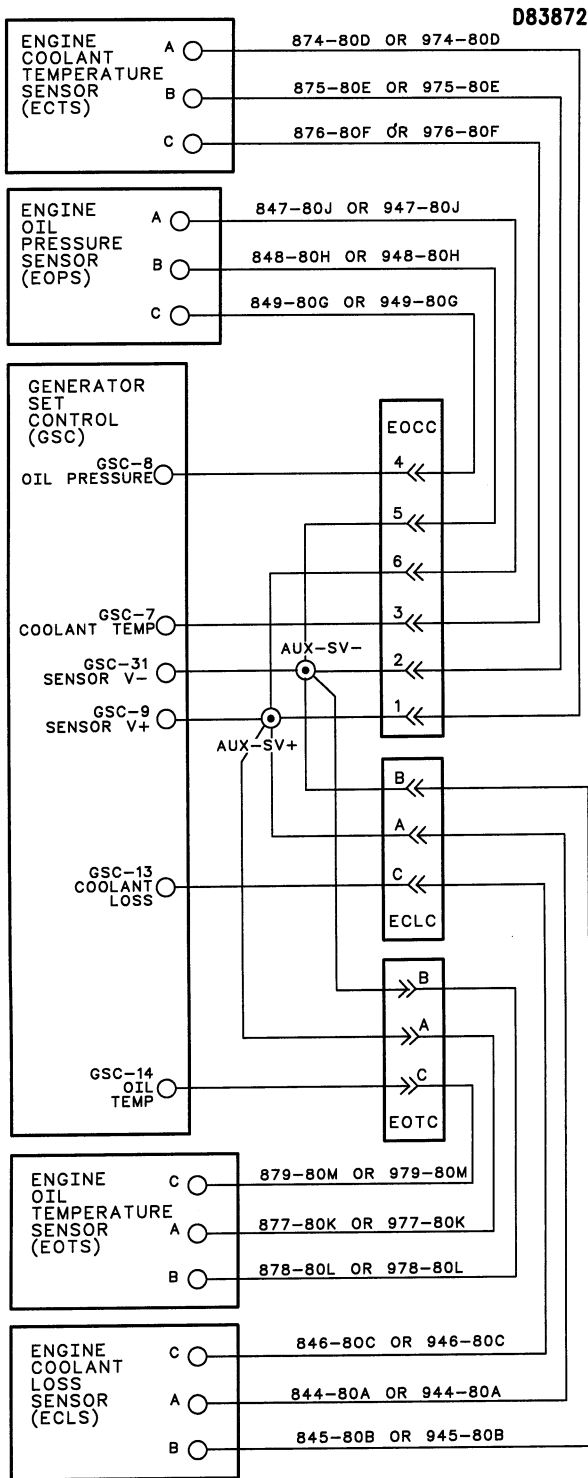 D83872
ENGINE
COOLANT
TEMPERATURE
SENSOR
(ECTS)
A
874-80D OR 974-80D
B
875-80E OR 975-80E
C
876-80F OR 976-80F
ENGINE
OIL
PRESSURE
SENSOR
(EOPS)
A
847-80J OR 947-80J
B
848-80H OR 948-80H
C
849-80G OR 949-80G
GENERATOR
SET
CONTROL
(GSC)
EOCC
GSC-8
OIL PRESSURE
4
5
6
GSC-7
COOLANT TEMP
3
AUX-SV-
GSC-31
SENSOR V-
2
GSC-9
SENSOR V+
1
AUX-SV+
B
A
GSC-13
COOLANT
LOSS
C
ECLC
B
A
GSC-14
OIL
TEMP
C
EOTC
ENGINE
OIL
TEMPERATURE
SENSOR
(EOTS)
C
879-80M OR 979-80M
A
877-80K OR 977-80K
B
878-80L OR 978-80L
ENGINE
COOLANT
LOSS
SENSOR
(ECLS)
C
846-80C OR 946-80C
A
844-80A OR 944-80A
B
845-80B OR 945-80B